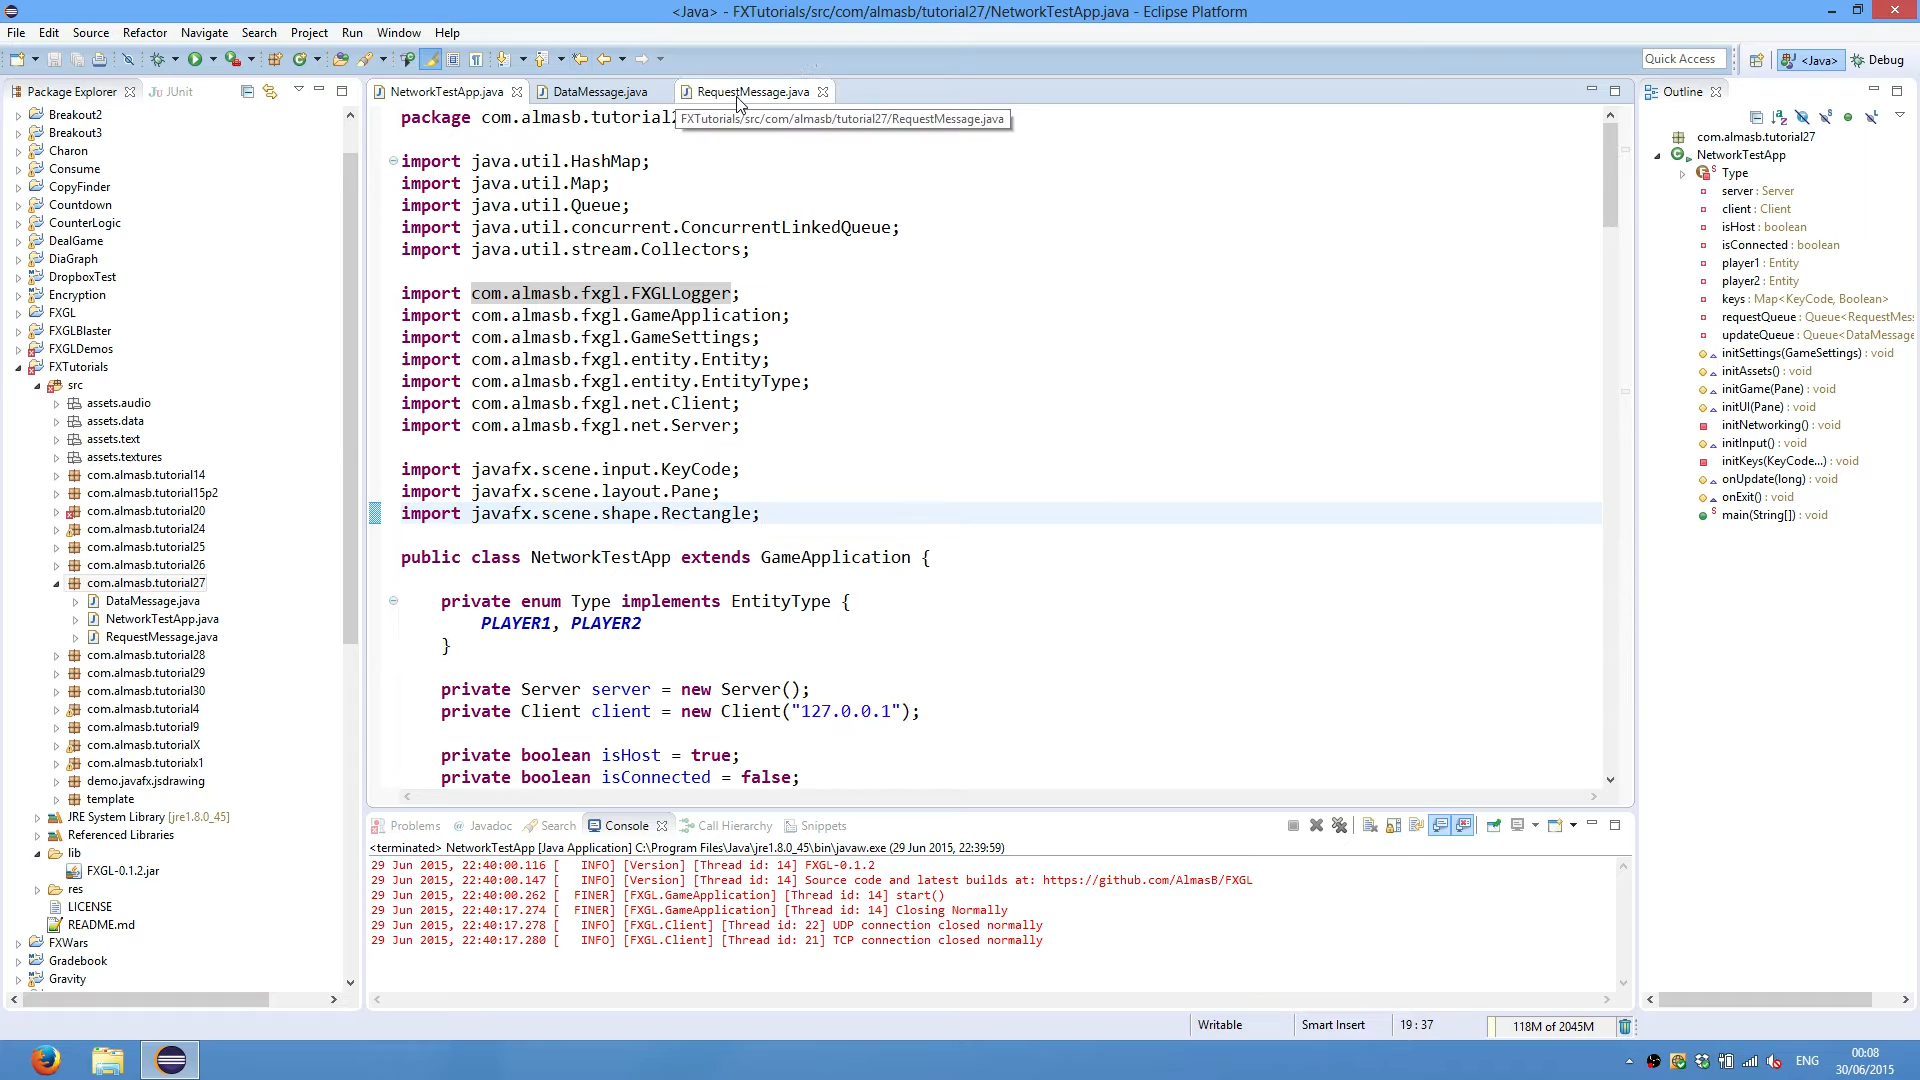 <Java> - FXTutorials/src/com/almasb/tutorial27/NetworkTestApp.java - Eclipse Platform
File Edit Source Refactor Navigate Search Project Run Window Help
Quick Access <Java> Debug
Package Explorer JUnit
Breakout2
Breakout3
Charon
Consume
CopyFinder
Countdown
CounterLogic
DealGame
DiaGraph
DropboxTest
Encryption
FXGL
FXGLBlaster
FXGLDemos
FXTutorials
src
assets.audio
assets.data
assets.text
assets.textures
com.almasb.tutorial14
com.almasb.tutorial15p2
com.almasb.tutorial20
com.almasb.tutorial24
com.almasb.tutorial25
com.almasb.tutorial26
com.almasb.tutorial27
DataMessage.java
NetworkTestApp.java
RequestMessage.java
com.almasb.tutorial28
com.almasb.tutorial29
com.almasb.tutorial30
com.almasb.tutorial4
com.almasb.tutorial9
com.almasb.tutorialX
com.almasb.tutorialx1
demo.javafx.jsdrawing
template
JRE System Library [jre1.8.0_45]
Referenced Libraries
lib
FXGL-0.1.2.jar
res
LICENSE
README.md
FXWars
Gradebook
Gravity
NetworkTestApp.java DataMessage.java RequestMessage.java
FXTutorials/src/com/almasb/tutorial27/RequestMessage.java
package com.almasb.tutorial2
import java.util.HashMap;
import java.util.Map;
import java.util.Queue;
import java.util.concurrent.ConcurrentLinkedQueue;
import java.util.stream.Collectors;
import com.almasb.fxgl.FXGLLogger;
import com.almasb.fxgl.GameApplication;
import com.almasb.fxgl.GameSettings;
import com.almasb.fxgl.entity.Entity;
import com.almasb.fxgl.entity.EntityType;
import com.almasb.fxgl.net.Client;
import com.almasb.fxgl.net.Server;
import javafx.scene.input.KeyCode;
import javafx.scene.layout.Pane;
import javafx.scene.shape.Rectangle;
public class NetworkTestApp extends GameApplication {
private enum Type implements EntityType {
PLAYER1, PLAYER2
}
private Server server = new Server();
private Client client = new Client("127.0.0.1");
private boolean isHost = true;
private boolean isConnected = false;
Outline
com.almasb.tutorial27
NetworkTestApp
Type
server : Server
client : Client
isHost : boolean
isConnected : boolean
player1 : Entity
player2 : Entity
keys : Map<KeyCode, Boolean>
requestQueue : Queue<RequestMes
updateQueue : Queue<DataMessage
initSettings(GameSettings) : void
initAssets() : void
initGame(Pane) : void
initUI(Pane) : void
initNetworking() : void
initInput() : void
initKeys(KeyCode...) : void
onUpdate(long) : void
onExit() : void
main(String[]) : void
Problems Javadoc Search Console Call Hierarchy Snippets
<terminated> NetworkTestApp [Java Application] C:\Program Files\Java\jre1.8.0_45\bin\javaw.exe (29 Jun 2015, 22:39:59)
29 Jun 2015, 22:40:00.116 [ INFO] [Version] [Thread id: 14] FXGL-0.1.2
29 Jun 2015, 22:40:00.147 [ INFO] [Version] [Thread id: 14] Source code and latest builds at: https://github.com/AlmasB/FXGL
29 Jun 2015, 22:40:00.262 [ FINER] [FXGL.GameApplication] [Thread id: 14] start()
29 Jun 2015, 22:40:17.274 [ FINER] [FXGL.GameApplication] [Thread id: 14] Closing Normally
29 Jun 2015, 22:40:17.278 [ INFO] [FXGL.Client] [Thread id: 22] UDP connection closed normally
29 Jun 2015, 22:40:17.280 [ INFO] [FXGL.Client] [Thread id: 21] TCP connection closed normally
Writable Smart Insert 19 : 37 118M of 2045M
ENG
00:08
30/06/2015